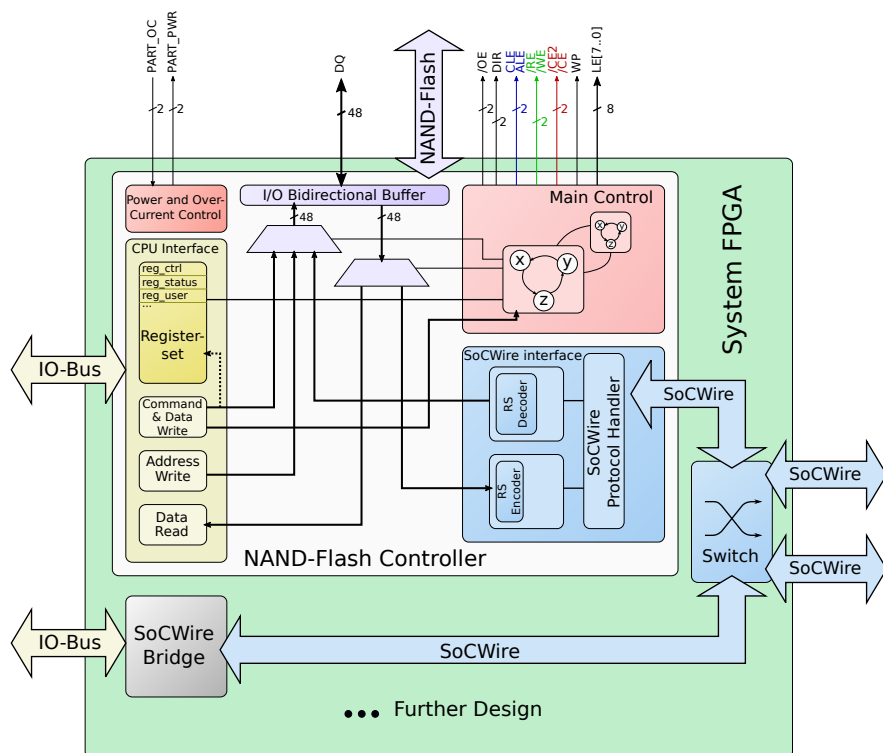 PART_OC
PART_PWR
DQ
NAND-Flash
/OE
DIR
CLE
ALE
/RE
/WE
/CE2
/CE
WP
LE[7..0]
2
2
48
2
2
2
2
2
8
Power and Over-
Current Control
I/O Bidirectional Buffer
48
48
Main Control
x
y
z
x
y
z
System FPGA
CPU Interface
reg_ctrl
reg_status
reg_user
...
Register-
set
IO-Bus
Command
& Data
Write
Address
Write
Data
Read
SoCWire interface
RS
Decoder
RS
Encoder
SoCWire
Protocol Handler
SoCWire
SoCWire
Switch
SoCWire
NAND-Flash Controller
IO-Bus
SoCWire
Bridge
SoCWire
... Further Design